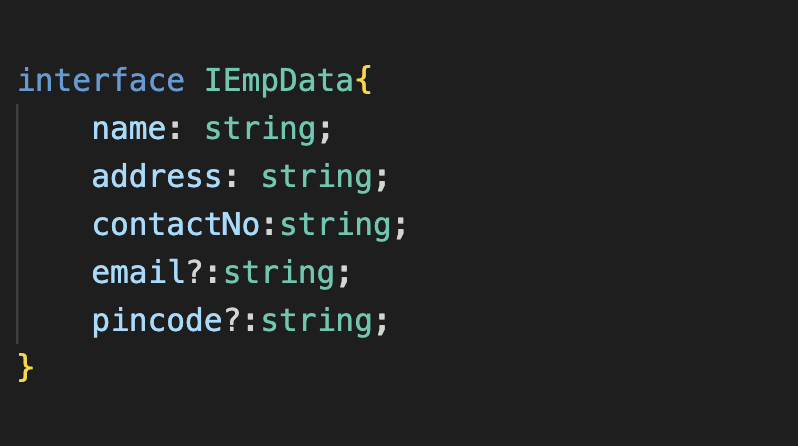 interface IEmpData{
    name: string;
    address: string;
    contactNo:string;
    email?:string;
    pincode?:string;
}